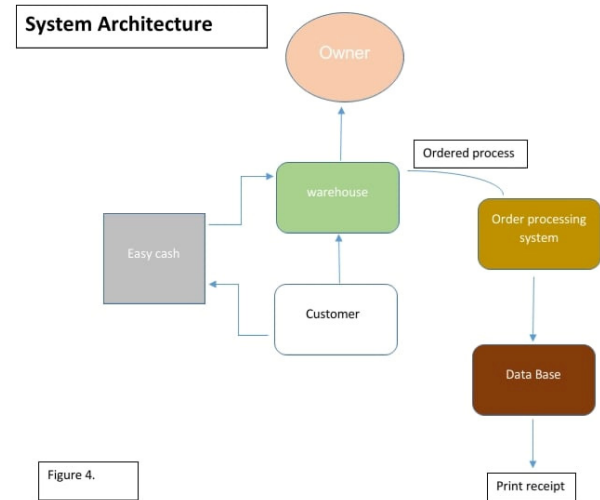 System Architecture
Owner
Ordered process
warehouse
Order processing
system
Easy cash
Customer
Data Base
Figure 4.
Print receipt